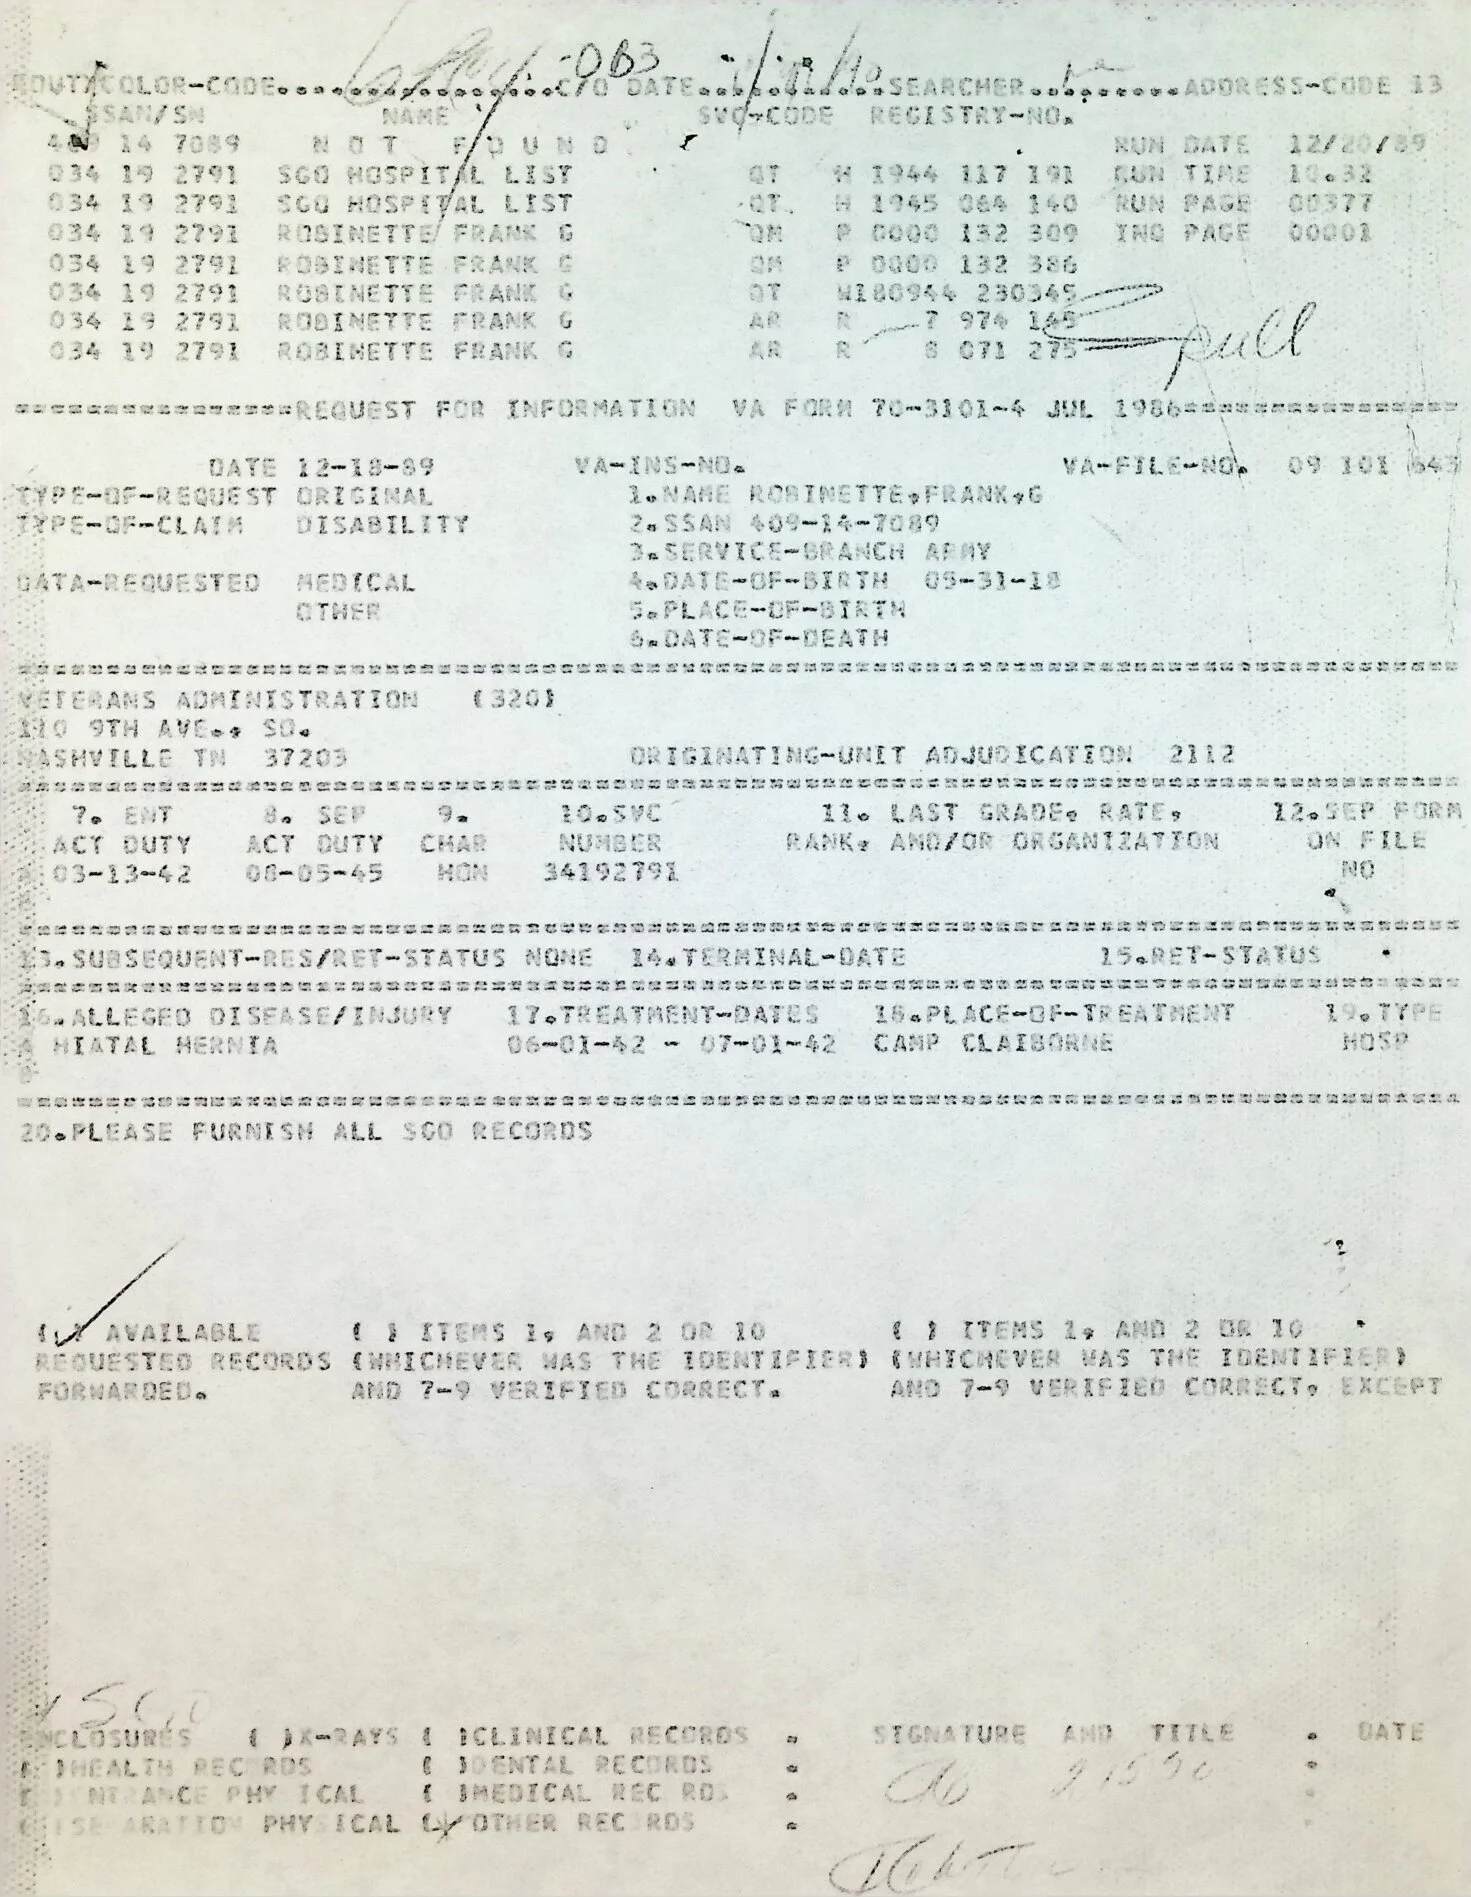 ROUTXCOLOR-CODE................C/O DATE...........SEARCHER.........ADDRESS-CODE 13
-OB3
SSAN/SN NAME SVC-CODE REGISTRY-NO.
409 14 7089 N O T F O U N D RUN DATE 12/20/89
034 19 2791 SGO HOSPITAL LIST QT H 1944 117 191 RUN TIME 10.32
034 19 2791 SGO HOSPITAL LIST QT H 1945 064 140 RUN PAGE 00377
034 19 2791 ROBINETTE FRANK G QM P 0000 132 309 INQ PAGE 00001
034 19 2791 ROBINETTE FRANK G QM P 0000 132 386
034 19 2791 ROBINETTE FRANK G QT W180944 230345
034 19 2791 ROBINETTE FRANK G AR R 7 974 145
034 19 2791 ROBINETTE FRANK G AR R 8 071 275
pull
================REQUEST FOR INFORMATION VA FORM 70-3101-4 JUL 1986================
DATE 12-18-89 VA-INS-NO. VA-FILE-NO. 09 101 643
TYPE-OF-REQUEST ORIGINAL 1.NAME ROBINETTE,FRANK,G
TYPE-OF-CLAIM DISABILITY 2.SSAN 409-14-7089
3.SERVICE-BRANCH ARMY
DATA-REQUESTED MEDICAL 4.DATE-OF-BIRTH 05-31-18
OTHER 5.PLACE-OF-BIRTH
6.DATE-OF-DEATH
VETERANS ADMINISTRATION (320)
110 9TH AVE., SO.
NASHVILLE TN 37203 ORIGINATING-UNIT ADJUDICATION 2112
7. ENT 8. SEP 9. 10.SVC 11. LAST GRADE, RATE, 12.SEP FORM
ACT DUTY ACT DUTY CHAR NUMBER RANK, AND/OR ORGANIZATION ON FILE
A 03-13-42 08-05-45 HON 34192791 NO
13.SUBSEQUENT-RES/RET-STATUS NONE 14.TERMINAL-DATE 15.RET-STATUS
16.ALLEGED DISEASE/INJURY 17.TREATMENT-DATES 18.PLACE-OF-TREATMENT 19.TYPE
A HIATAL HERNIA 06-01-42 - 07-01-42 CAMP CLAIBORNE HOSP
B
20.PLEASE FURNISH ALL SGO RECORDS
( ) AVAILABLE ( ) ITEMS 1, AND 2 OR 10 ( ) ITEMS 1, AND 2 OR 10
REQUESTED RECORDS (WHICHEVER WAS THE IDENTIFIER) (WHICHEVER WAS THE IDENTIFIER)
FORWARDED. AND 7-9 VERIFIED CORRECT. AND 7-9 VERIFIED CORRECT, EXCEPT
SGO
ENCLOSURES ( )X-RAYS ( )CLINICAL RECORDS . SIGNATURE AND TITLE . DATE
( )HEALTH RECORDS ( )DENTAL RECORDS .
( )ENTRANCE PHYSICAL ( )MEDICAL RECORDS .
( )SEPARATION PHYSICAL ( )OTHER RECORDS .